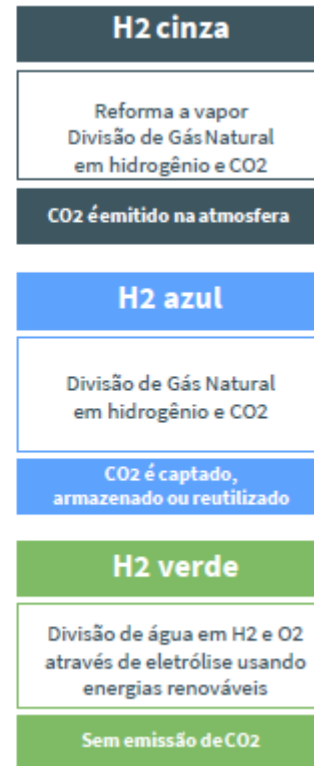 H2 cinza
Reforma a vapor
Divisão de Gás Natural
em hidrogênio e CO2
CO2 é emitido na atmosfera
H2 azul
Divisão de Gás Natural
em hidrogênio e CO2
CO2 é captado,
armazenado ou reutilizado
H2 verde
Divisão de água em H2 e O2
através de eletrólise usando
energias renováveis
Sem emissão de CO2